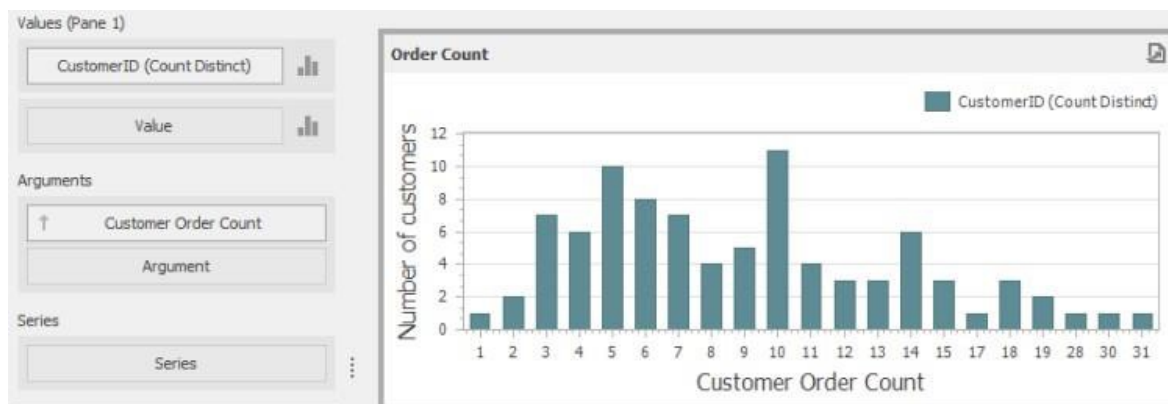 Values (Pane 1)
CustomerID (Count Distinct)
Value
Arguments
Customer Order Count
Argument
Series
Series
Order Count
CustomerID (Count Distinct)
Number of customers
12
10
8
6
4
2
0
1 2 3 4 5 6 7 8 9 10 11 12 13 14 15 17 18 19 28 30 31
Customer Order Count